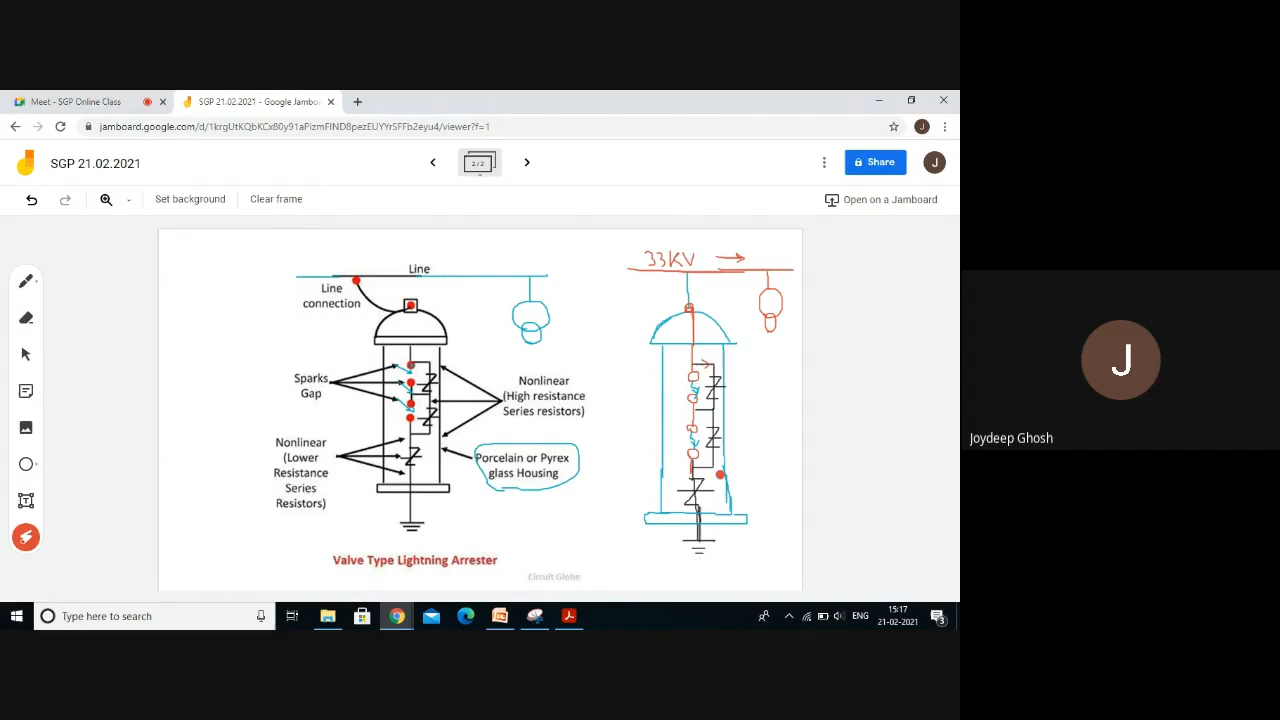 Meet - SGP Online Class
SGP 21.02.2021 - Google Jambo
jamboard.google.com/d/1krgUtKQbKCx80y91aPizmFIND8pezEUYYrSFFb2eyu4/viewer?f=1
J
SGP 21.02.2021
2 / 2
Share
J
Set background
Clear frame
Open on a Jamboard
Line
Line
connection
33KV
Sparks
Gap
Nonlinear
(High resistance
Series resistors)
Nonlinear
(Lower
Resistance
Series
Resistors)
Porcelain or Pyrex
glass Housing
Valve Type Lightning Arrester
Circuit Globe
J
Joydeep Ghosh
Type here to search
ENG
15:17
21-02-2021
3